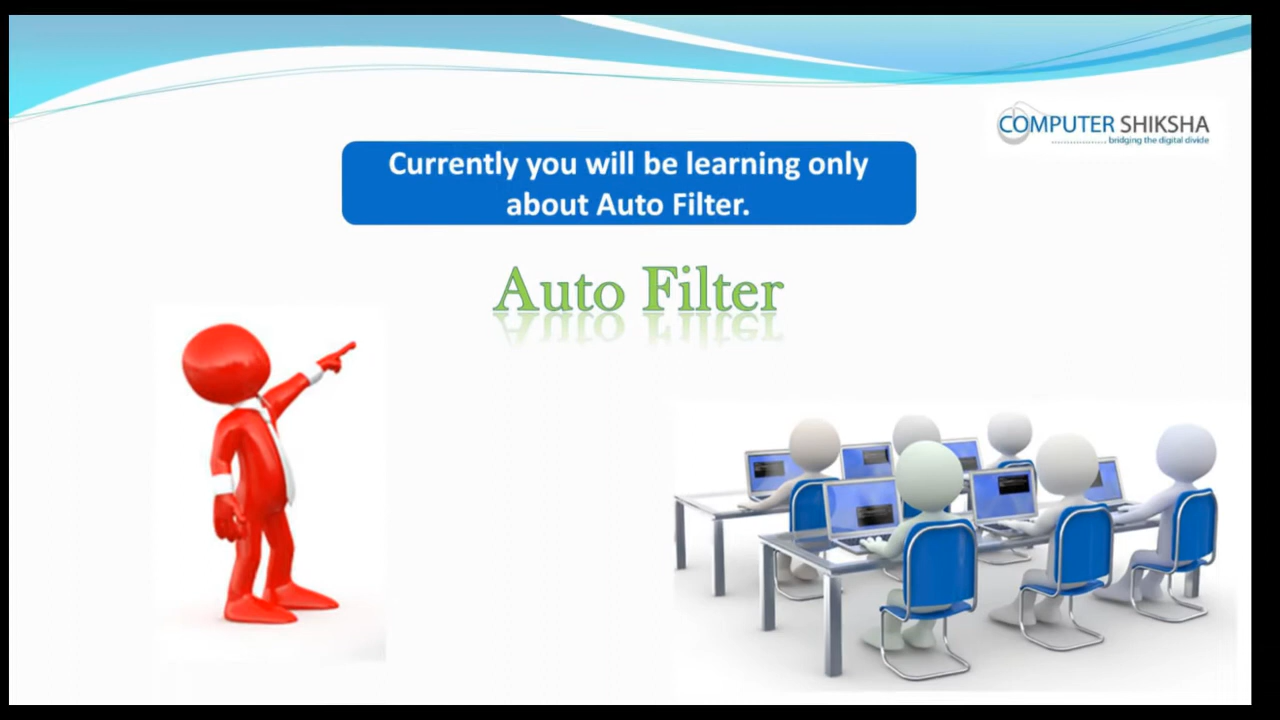 COMPUTER SHIKSHA
bridging the digital divide
Currently you will be learning only
about Auto Filter.
Auto Filter